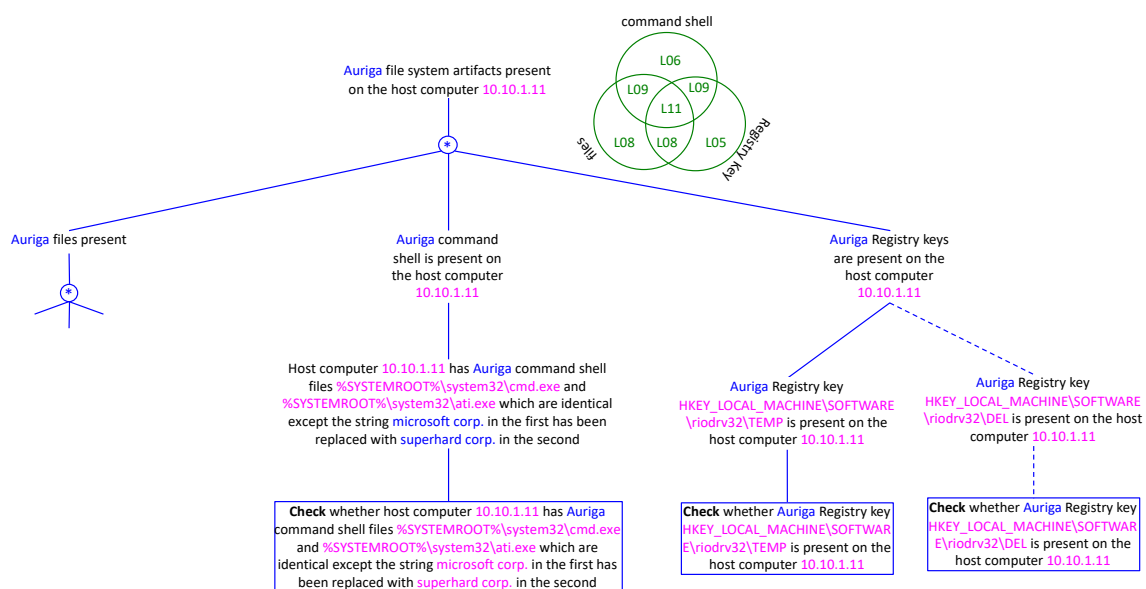 command shell
L06
L09
L09
L11
L08
L08
L05
files
Registry Key
Auriga file system artifacts present
on the host computer 10.10.1.11
*
Auriga files present
*
Auriga command
shell is present on
the host computer
10.10.1.11
Auriga Registry keys
are present on the
host computer
10.10.1.11
Host computer 10.10.1.11 has Auriga command shell
files %SYSTEMROOT%\system32\cmd.exe and
%SYSTEMROOT%\system32\ati.exe which are identical
except the string microsoft corp. in the first has been
replaced with superhard corp. in the second
Auriga Registry key
HKEY_LOCAL_MACHINE\SOFTWARE
\riodrv32\TEMP is present on the
host computer 10.10.1.11
Auriga Registry key
HKEY_LOCAL_MACHINE\SOFTWARE
\riodrv32\DEL is present on the host
computer 10.10.1.11
Check whether host computer 10.10.1.11 has Auriga
command shell files %SYSTEMROOT%\system32\cmd.exe
and %SYSTEMROOT%\system32\ati.exe which are
identical except the string microsoft corp. in the first has
been replaced with superhard corp. in the second
Check whether Auriga Registry key
HKEY_LOCAL_MACHINE\SOFTWAR
E\riodrv32\TEMP is present on the
host computer 10.10.1.11
Check whether Auriga Registry key
HKEY_LOCAL_MACHINE\SOFTWAR
E\riodrv32\DEL is present on the
host computer 10.10.1.11